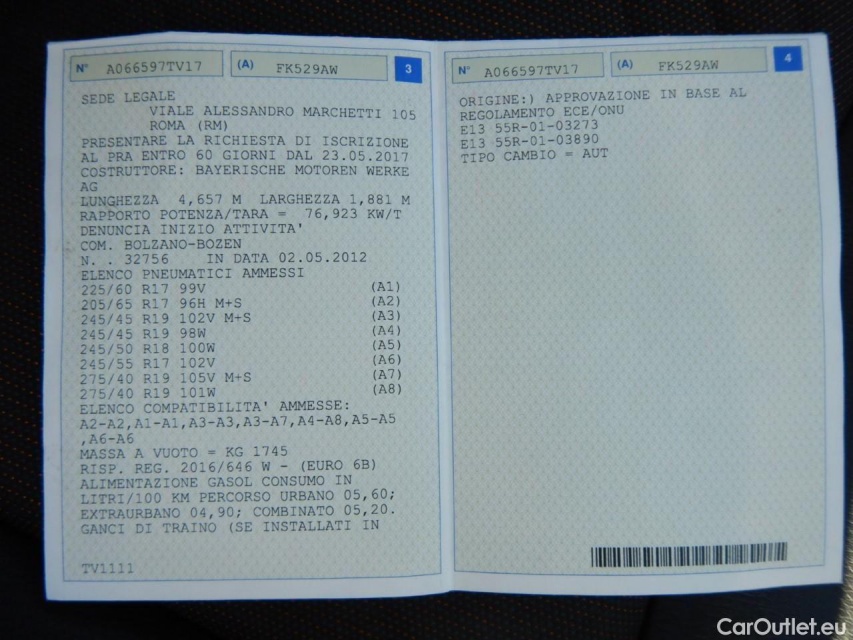 N° A066597TV17 (A) FK529AW 3
SEDE LEGALE
VIALE ALESSANDRO MARCHETTI 105
ROMA (RM)
PRESENTARE LA RICHIESTA DI ISCRIZIONE
AL PRA ENTRO 60 GIORNI DAL 23.05.2017
COSTRUTTORE: BAYERISCHE MOTOREN WERKE
AG
LUNGHEZZA 4,657 M LARGHEZZA 1,881 M
RAPPORTO POTENZA/TARA = 76,923 KW/T
DENUNCIA INIZIO ATTIVITA'
COM. BOLZANO-BOZEN
N. . 32756 IN DATA 02.05.2012
ELENCO PNEUMATICI AMMESSI
225/60 R17 99V (A1)
205/65 R17 96H M+S (A2)
245/45 R19 102V M+S (A3)
245/45 R19 98W (A4)
245/50 R18 100W (A5)
245/55 R17 102V (A6)
275/40 R19 105V M+S (A7)
275/40 R19 101W (A8)
ELENCO COMPATIBILITA' AMMESSE:
A2-A2,A1-A1,A3-A3,A3-A7,A4-A8,A5-A5
,A6-A6
MASSA A VUOTO = KG 1745
RISP. REG. 2016/646 W - (EURO 6B)
ALIMENTAZIONE GASOL CONSUMO IN
LITRI/100 KM PERCORSO URBANO 05,60;
EXTRAURBANO 04,90; COMBINATO 05,20.
GANCI DI TRAINO (SE INSTALLATI IN
TV1111
N° A066597TV17 (A) FK529AW 4
ORIGINE:) APPROVAZIONE IN BASE AL
REGOLAMENTO ECE/ONU
E13 55R-01-03273
E13 55R-01-03890
TIPO CAMBIO = AUT
CarOutlet.eu